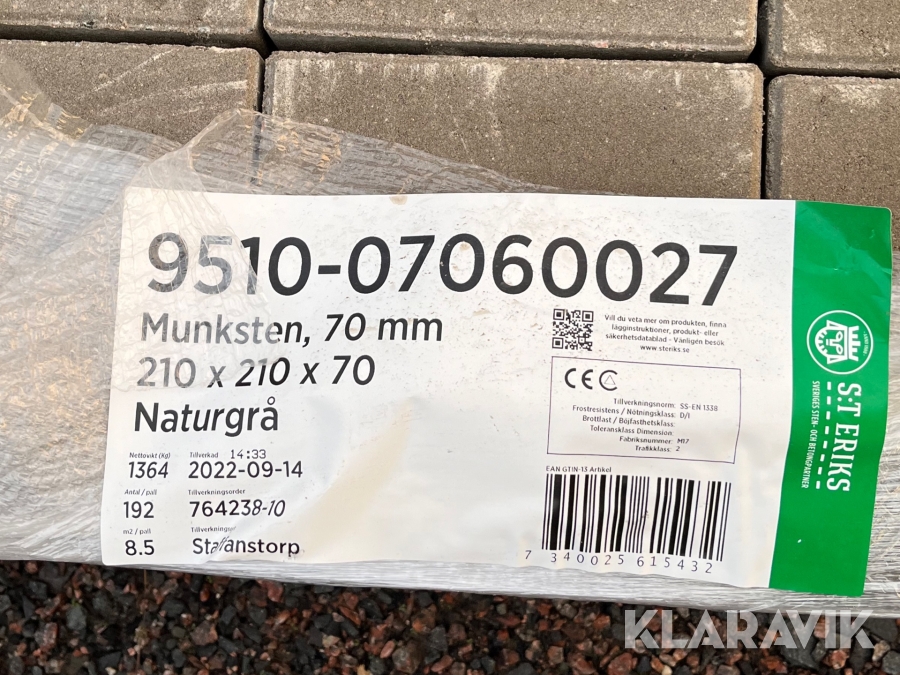 9510-07060027
Munksten, 70 mm
210 x 210 x 70
Naturgrå
Vill du veta mer om produkten, finna
lägginstruktioner, produkt- eller
säkerhetsdatablad - Vänligen besök
www.steriks.se
CE C
Tillverkningsnorm: SS-EN 1338
Frostresistens / Nötningsklass: D/I
Brottlast / Böjfasthetsklass:
Toleransklass Dimension:
Fabriksnummer: M17
Trafikklass: 2
Nettovikt (Kg)
1364
Tillverkad 14:33
2022-09-14
Antal / pall
192
Tillverkningsorder
764238-10
m2 / pall
8.5
Staffanstorp
EAN GTIN-13 Artikel
7 340025 615432
S:T ERIKS
SVERIGES STEN- OCH BETONGPARTNER
KLARAVIK